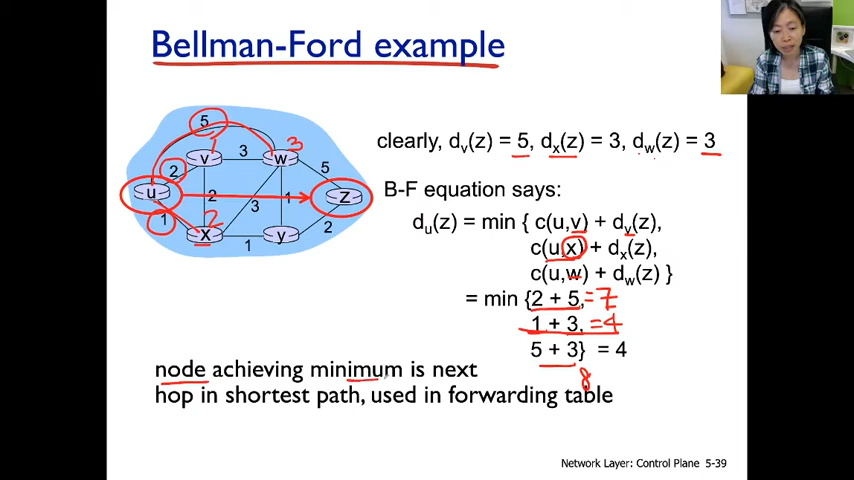 Bellman-Ford example
5
1
3
v
3
w
2
5
u
2
1
z
3
1
2
x
2
1
y
clearly, dv(z) = 5, dx(z) = 3, dw(z) = 3
B-F equation says:
du(z) = min { c(u,v) + dv(z),
c(u,x) + dx(z),
c(u,w) + dw(z) }
= min {2 + 5, =7
1 + 3, =4
5 + 3} = 4
8
node achieving minimum is next
hop in shortest path, used in forwarding table
Network Layer: Control Plane 5-39